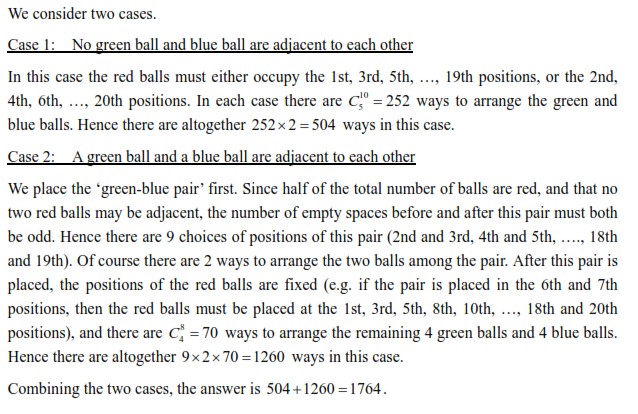 We consider two cases.
Case 1: No green ball and blue ball are adjacent to each other
In this case the red balls must either occupy the 1st, 3rd, 5th, …, 19th positions, or the 2nd,
4th, 6th, …, 20th positions. In each case there are C₅¹⁰ = 252 ways to arrange the green and
blue balls. Hence there are altogether 252×2 = 504 ways in this case.
Case 2: A green ball and a blue ball are adjacent to each other
We place the ‘green-blue pair’ first. Since half of the total number of balls are red, and that no
two red balls may be adjacent, the number of empty spaces before and after this pair must both
be odd. Hence there are 9 choices of positions of this pair (2nd and 3rd, 4th and 5th, …., 18th
and 19th). Of course there are 2 ways to arrange the two balls among the pair. After this pair is
placed, the positions of the red balls are fixed (e.g. if the pair is placed in the 6th and 7th
positions, then the red balls must be placed at the 1st, 3rd, 5th, 8th, 10th, …, 18th and 20th
positions), and there are C₄⁸ = 70 ways to arrange the remaining 4 green balls and 4 blue balls.
Hence there are altogether 9×2×70 = 1260 ways in this case.
Combining the two cases, the answer is 504+1260 = 1764.